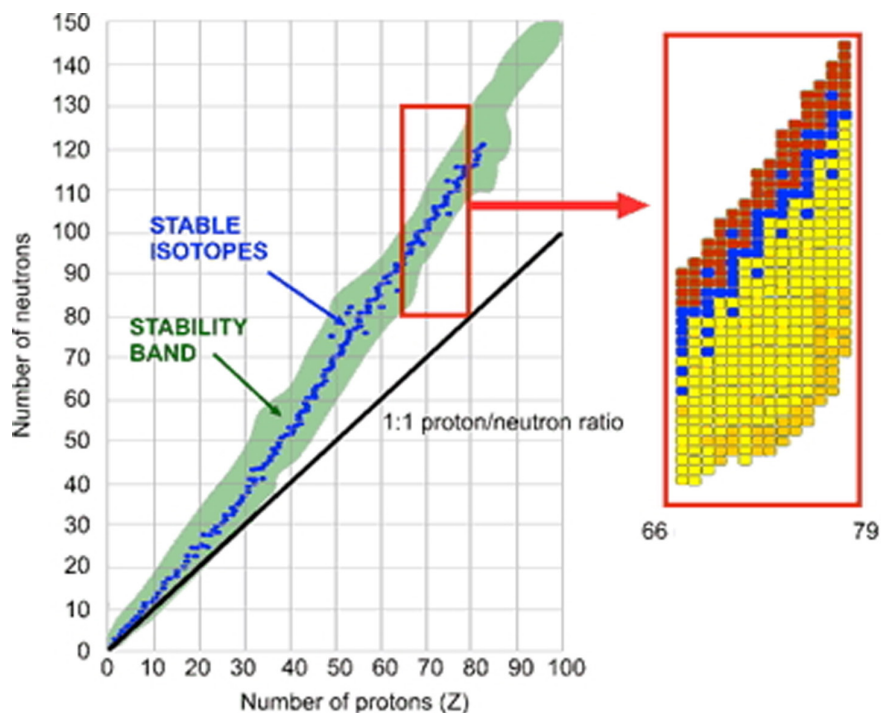 150
140
130
120
110
100
90
80
70
60
50
40
30
20
10
0
Number of neutrons
STABLE
ISOTOPES
STABILITY
BAND
1:1 proton/neutron ratio
0 10 20 30 40 50 60 70 80 90 100
Number of protons (Z)
66 79